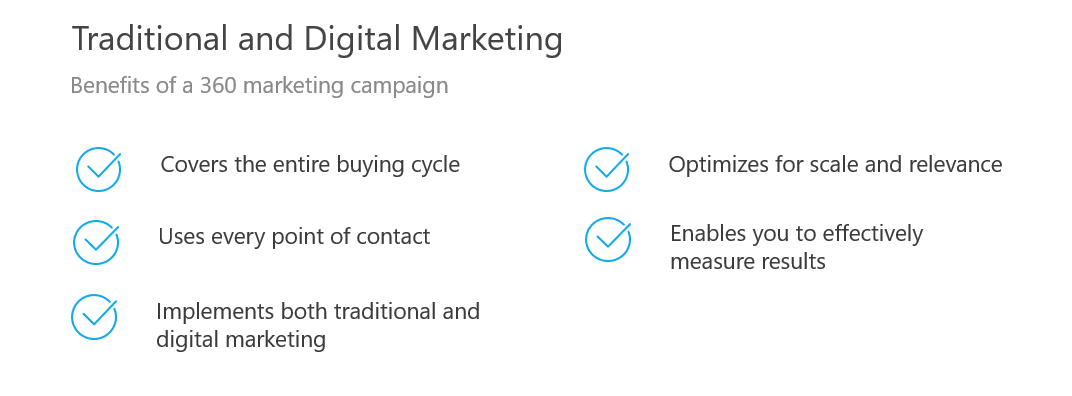 Traditional and Digital Marketing
Benefits of a 360 marketing campaign
Covers the entire buying cycle
Uses every point of contact
Implements both traditional and
digital marketing
Optimizes for scale and relevance
Enables you to effectively
measure results